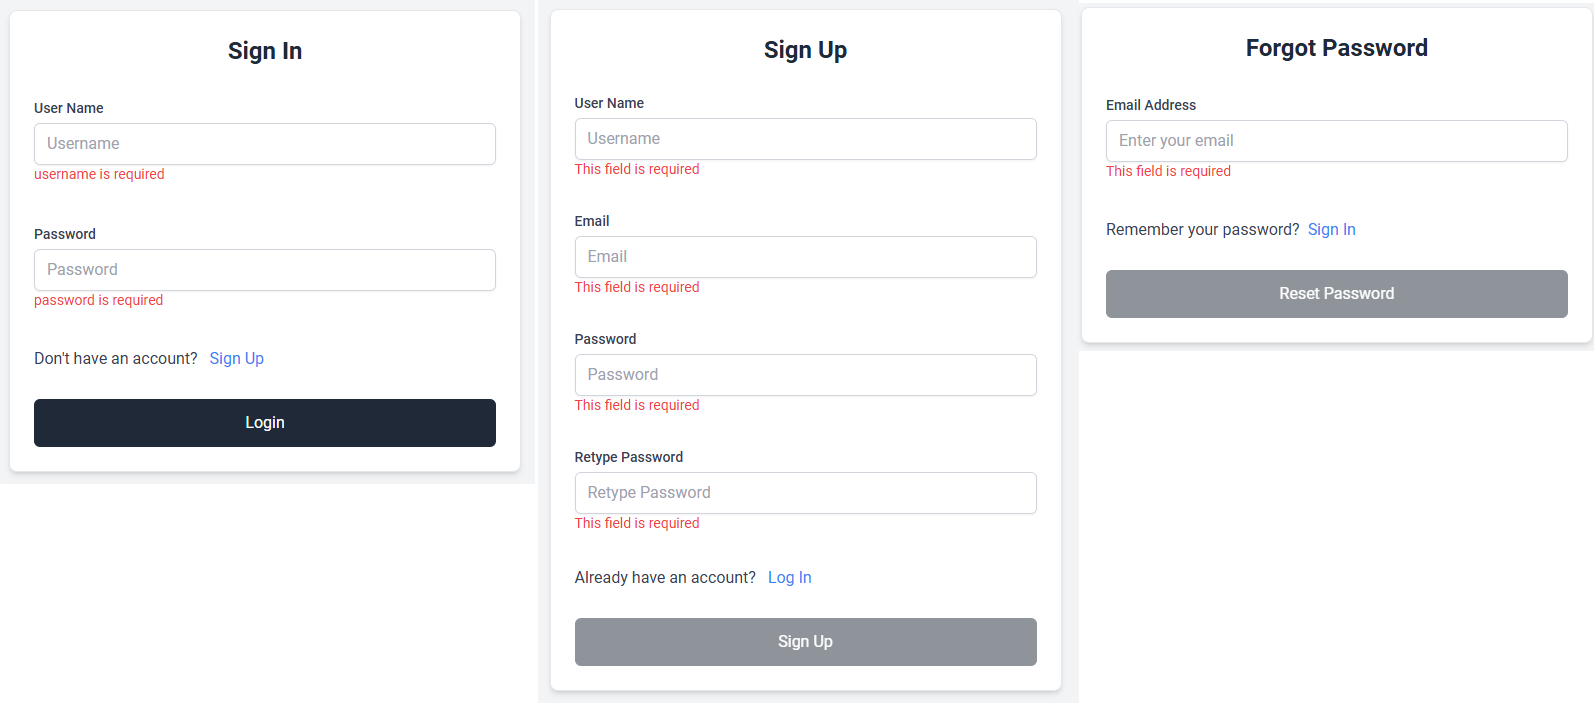 Sign In
User Name
Username
username is required
Password
Password
password is required
Don't have an account? Sign Up
Login
Sign Up
User Name
Username
This field is required
Email
Email
This field is required
Password
Password
This field is required
Retype Password
Retype Password
This field is required
Already have an account? Log In
Sign Up
Forgot Password
Email Address
Enter your email
This field is required
Remember your password? Sign In
Reset Password